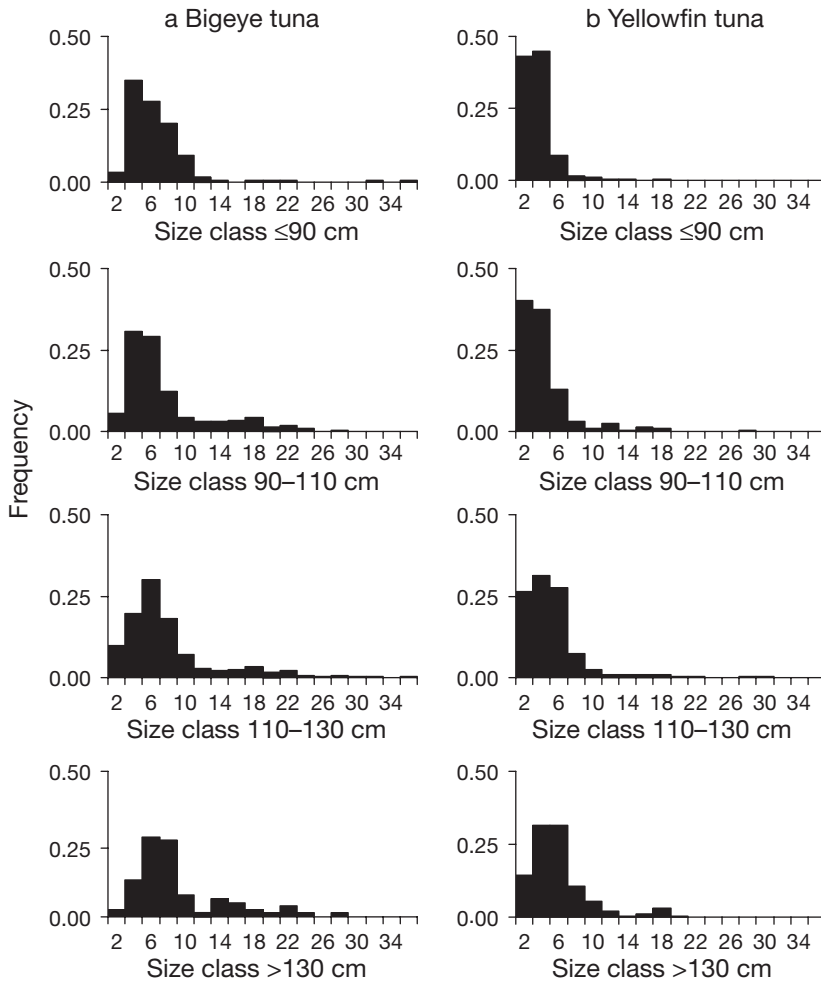 a Bigeye tuna
b Yellowfin tuna
Frequency
0.50
0.25
0.00
2 6 10 14 18 22 26 30 34
Size class ≤90 cm
0.50
0.25
0.00
2 6 10 14 18 22 26 30 34
Size class ≤90 cm
0.50
0.25
0.00
2 6 10 14 18 22 26 30 34
Size class 90–110 cm
0.50
0.25
0.00
2 6 10 14 18 22 26 30 34
Size class 90–110 cm
0.50
0.25
0.00
2 6 10 14 18 22 26 30 34
Size class 110–130 cm
0.50
0.25
0.00
2 6 10 14 18 22 26 30 34
Size class 110–130 cm
0.50
0.25
0.00
2 6 10 14 18 22 26 30 34
Size class >130 cm
0.50
0.25
0.00
2 6 10 14 18 22 26 30 34
Size class >130 cm